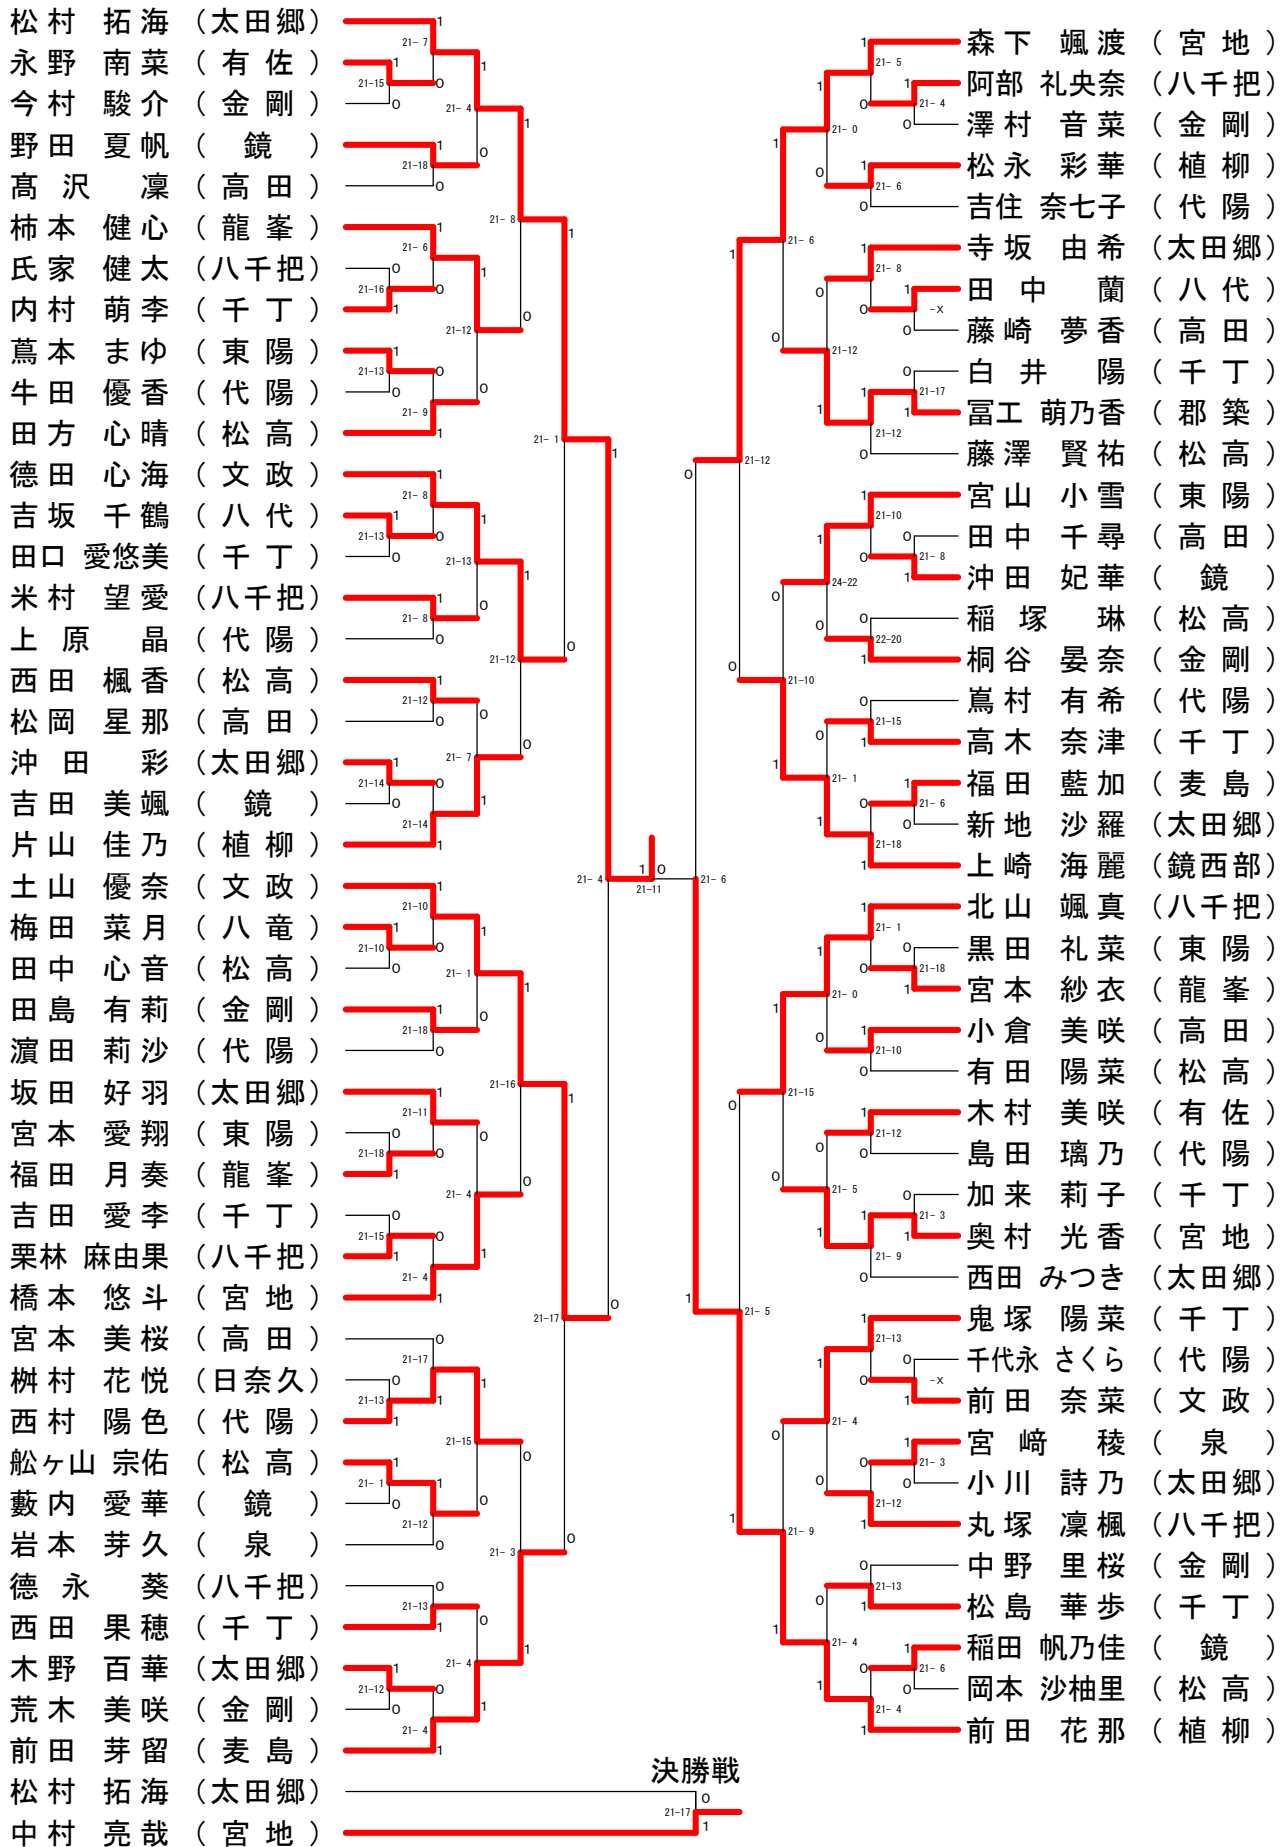 松村 拓海 (太田郷)
永野 南菜 (有佐)
今村 駿介 (金剛)
野田 夏帆 (鏡)
髙沢 凜 (高田)
柿本 健心 (龍峯)
氏家 健太 (八千把)
内村 萌李 (千丁)
蔦本 まゆ (東陽)
牛田 優香 (代陽)
田方 心晴 (松高)
德田 心海 (文政)
吉坂 千鶴 (八代)
田口 愛悠美 (千丁)
米村 望愛 (八千把)
上原 晶 (代陽)
西田 楓香 (松高)
松岡 星那 (高田)
沖田 彩 (太田郷)
吉田 美颯 (鏡)
片山 佳乃 (植柳)
土山 優奈 (文政)
梅田 菜月 (八竜)
田中 心音 (松高)
田島 有莉 (金剛)
濵田 莉沙 (代陽)
坂田 好羽 (太田郷)
宮本 愛翔 (東陽)
福田 月奏 (龍峯)
吉田 愛李 (千丁)
栗林 麻由果 (八千把)
橋本 悠斗 (宮地)
宮本 美桜 (高田)
桝村 花悦 (日奈久)
西村 陽色 (代陽)
舩ヶ山 宗佑 (松高)
藪内 愛華 (鏡)
岩本 芽久 (泉)
德永 葵 (八千把)
西田 果穂 (千丁)
木野 百華 (太田郷)
荒木 美咲 (金剛)
前田 芽留 (麦島)
森下 颯渡 (宮地)
阿部 礼央奈 (八千把)
澤村 音菜 (金剛)
松永 彩華 (植柳)
吉住 奈七子 (代陽)
寺坂 由希 (太田郷)
田中 蘭 (八代)
藤崎 夢香 (高田)
白井 陽 (千丁)
冨工 萌乃香 (郡築)
藤澤 賢祐 (松高)
宮山 小雪 (東陽)
田中 千尋 (高田)
沖田 妃華 (鏡)
稲塚 琳 (松高)
桐谷 晏奈 (金剛)
嶌村 有希 (代陽)
高木 奈津 (千丁)
福田 藍加 (麦島)
新地 沙羅 (太田郷)
上崎 海麗 (鏡西部)
北山 颯真 (八千把)
黒田 礼菜 (東陽)
宮本 紗衣 (龍峯)
小倉 美咲 (高田)
有田 陽菜 (松高)
木村 美咲 (有佐)
島田 璃乃 (代陽)
加来 莉子 (千丁)
奥村 光香 (宮地)
西田 みつき (太田郷)
鬼塚 陽菜 (千丁)
千代永 さくら (代陽)
前田 奈菜 (文政)
宮﨑 稜 (泉)
小川 詩乃 (太田郷)
丸塚 凜楓 (八千把)
中野 里桜 (金剛)
松島 華歩 (千丁)
稲田 帆乃佳 (鏡)
岡本 沙柚里 (松高)
前田 花那 (植柳)
決勝戦
松村 拓海 (太田郷)
中村 亮哉 (宮地)
21-17